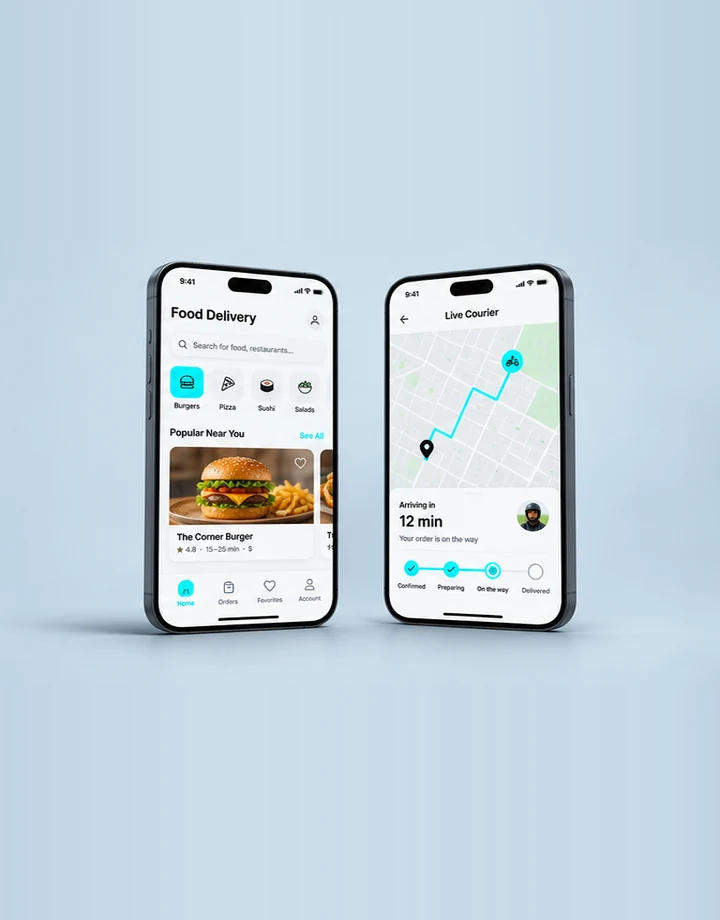 9:41
Food Delivery
Search for food, restaurants...
Burgers
Pizza
Sushi
Salads
Popular Near You
See All
The Corner Burger
4.8 · 15–25 min · $
Home
Orders
Favorites
Account
9:41
Live Courier
Arriving in
12 min
Your order is on the way
Confirmed
Preparing
On the way
Delivered